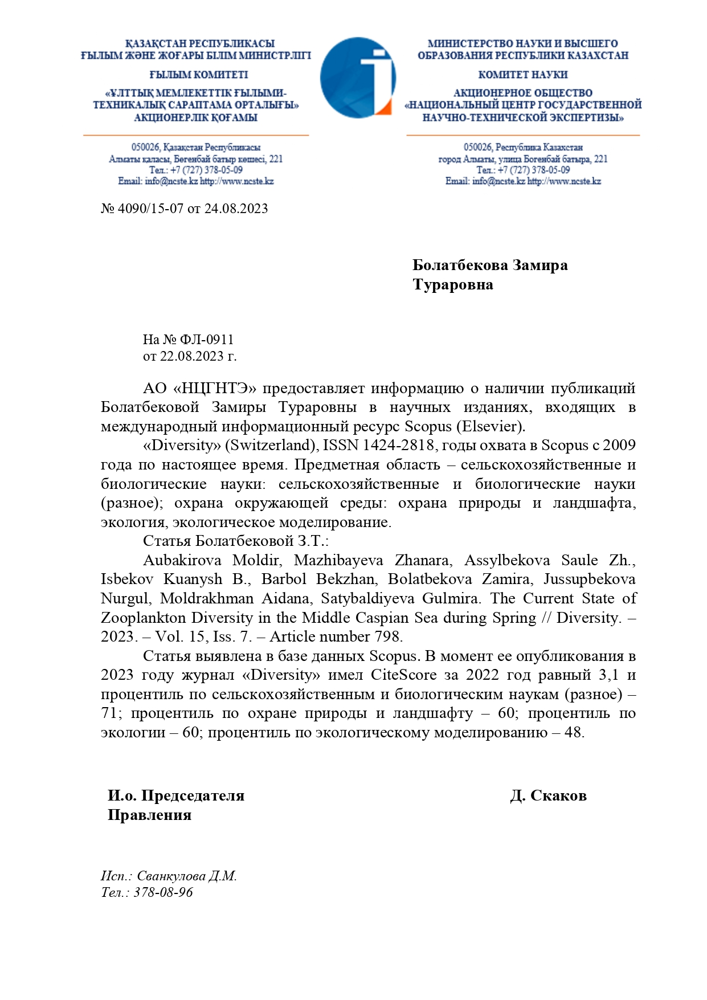 ҚАЗАҚСТАН РЕСПУБЛИКАСЫ
ҒЫЛЫМ ЖӘНЕ ЖОҒАРЫ БІЛІМ МИНИСТРЛІГІ
ҒЫЛЫМ КОМИТЕТІ
«ҰЛТТЫҚ МЕМЛЕКЕТТІК ҒЫЛЫМИ-
ТЕХНИКАЛЫҚ САРАПТАМА ОРТАЛЫҒЫ»
АКЦИОНЕРЛІК ҚОҒАМЫ
050026, Қазақстан Республикасы
Алматы қаласы, Бөгенбай батыр көшесі, 221
Тел.: +7 (727) 378-05-09
Email: info@ncste.kz http://www.ncste.kz
МИНИСТЕРСТВО НАУКИ И ВЫСШЕГО
ОБРАЗОВАНИЯ РЕСПУБЛИКИ КАЗАХСТАН
КОМИТЕТ НАУКИ
АКЦИОНЕРНОЕ ОБЩЕСТВО
«НАЦИОНАЛЬНЫЙ ЦЕНТР ГОСУДАРСТВЕННОЙ
НАУЧНО-ТЕХНИЧЕСКОЙ ЭКСПЕРТИЗЫ»
050026, Республика Казахстан
город Алматы, улица Богенбай батыра, 221
Тел.: +7 (727) 378-05-09
Email: info@ncste.kz http://www.ncste.kz
№ 4090/15-07 от 24.08.2023
Болатбекова Замира
Тураровна
На № ФЛ-0911
от 22.08.2023 г.
АО «НЦГНТЭ» предоставляет информацию о наличии публикаций
Болатбековой Замиры Тураровны в научных изданиях, входящих в
международный информационный ресурс Scopus (Elsevier).
«Diversity» (Switzerland), ISSN 1424-2818, годы охвата в Scopus с 2009
года по настоящее время. Предметная область – сельскохозяйственные и
биологические науки: сельскохозяйственные и биологические науки
(разное); охрана окружающей среды: охрана природы и ландшафта,
экология, экологическое моделирование.
Статья Болатбековой З.Т.:
Aubakirova Moldir, Mazhibayeva Zhanara, Assylbekova Saule Zh.,
Isbekov Kuanysh B., Barbol Bekzhan, Bolatbekova Zamira, Jussupbekova
Nurgul, Moldrakhman Aidana, Satybaldiyeva Gulmira. The Current State of
Zooplankton Diversity in the Middle Caspian Sea during Spring // Diversity. –
2023. – Vol. 15, Iss. 7. – Article number 798.
Статья выявлена в базе данных Scopus. В момент ее опубликования в
2023 году журнал «Diversity» имел CiteScore за 2022 год равный 3,1 и
процентиль по сельскохозяйственным и биологическим наукам (разное) –
71; процентиль по охране природы и ландшафту – 60; процентиль по
экологии – 60; процентиль по экологическому моделированию – 48.
И.о. Председателя
Правления
Д. Скаков
Исп.: Сванкулова Д.М.
Тел.: 378-08-96